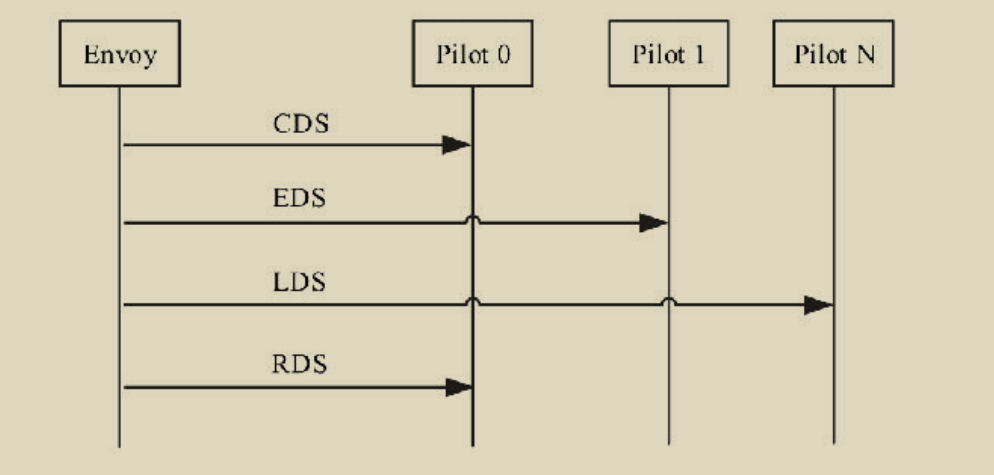 Envoy
Pilot 0
Pilot 1
Pilot N
CDS
EDS
LDS
RDS